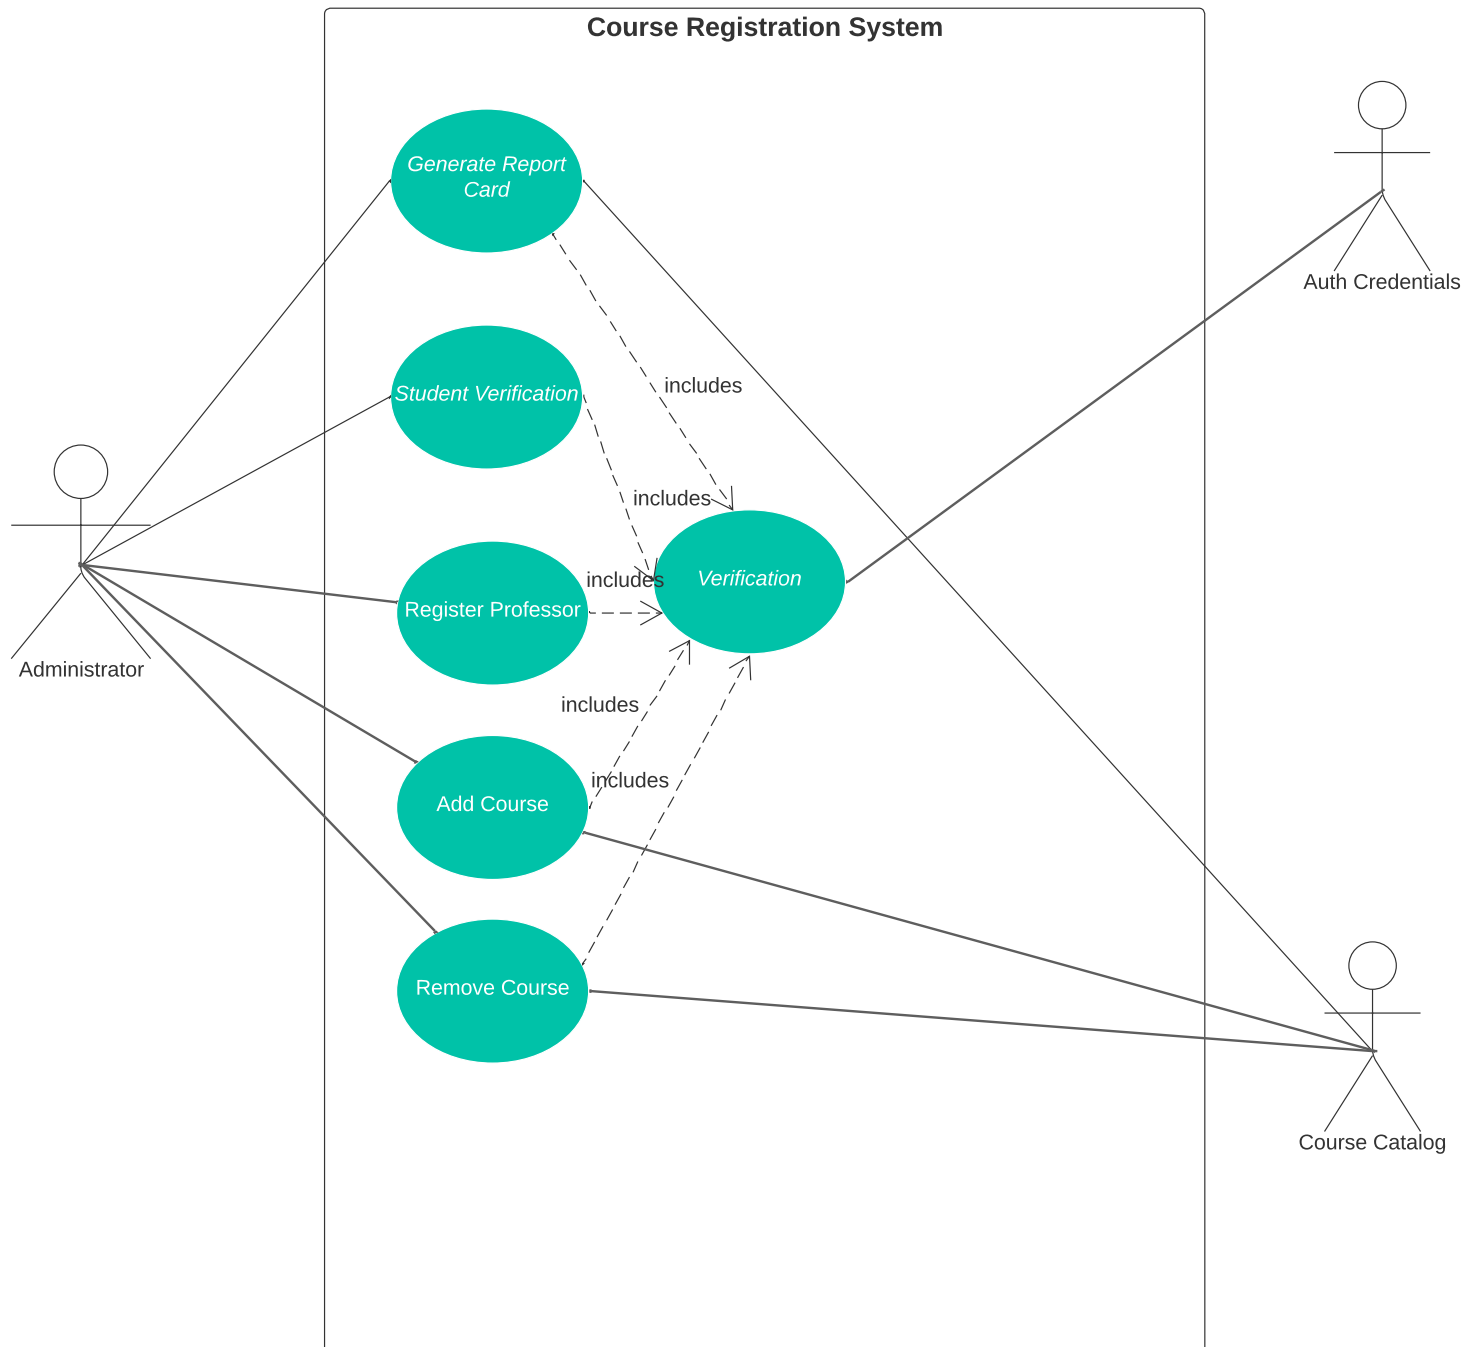 Course Registration System
Generate Report
Card
Auth Credentials
includes
Student Verification
includes
Verification
includes
Register Professor
Administrator
includes
includes
Add Course
Remove Course
Course Catalog